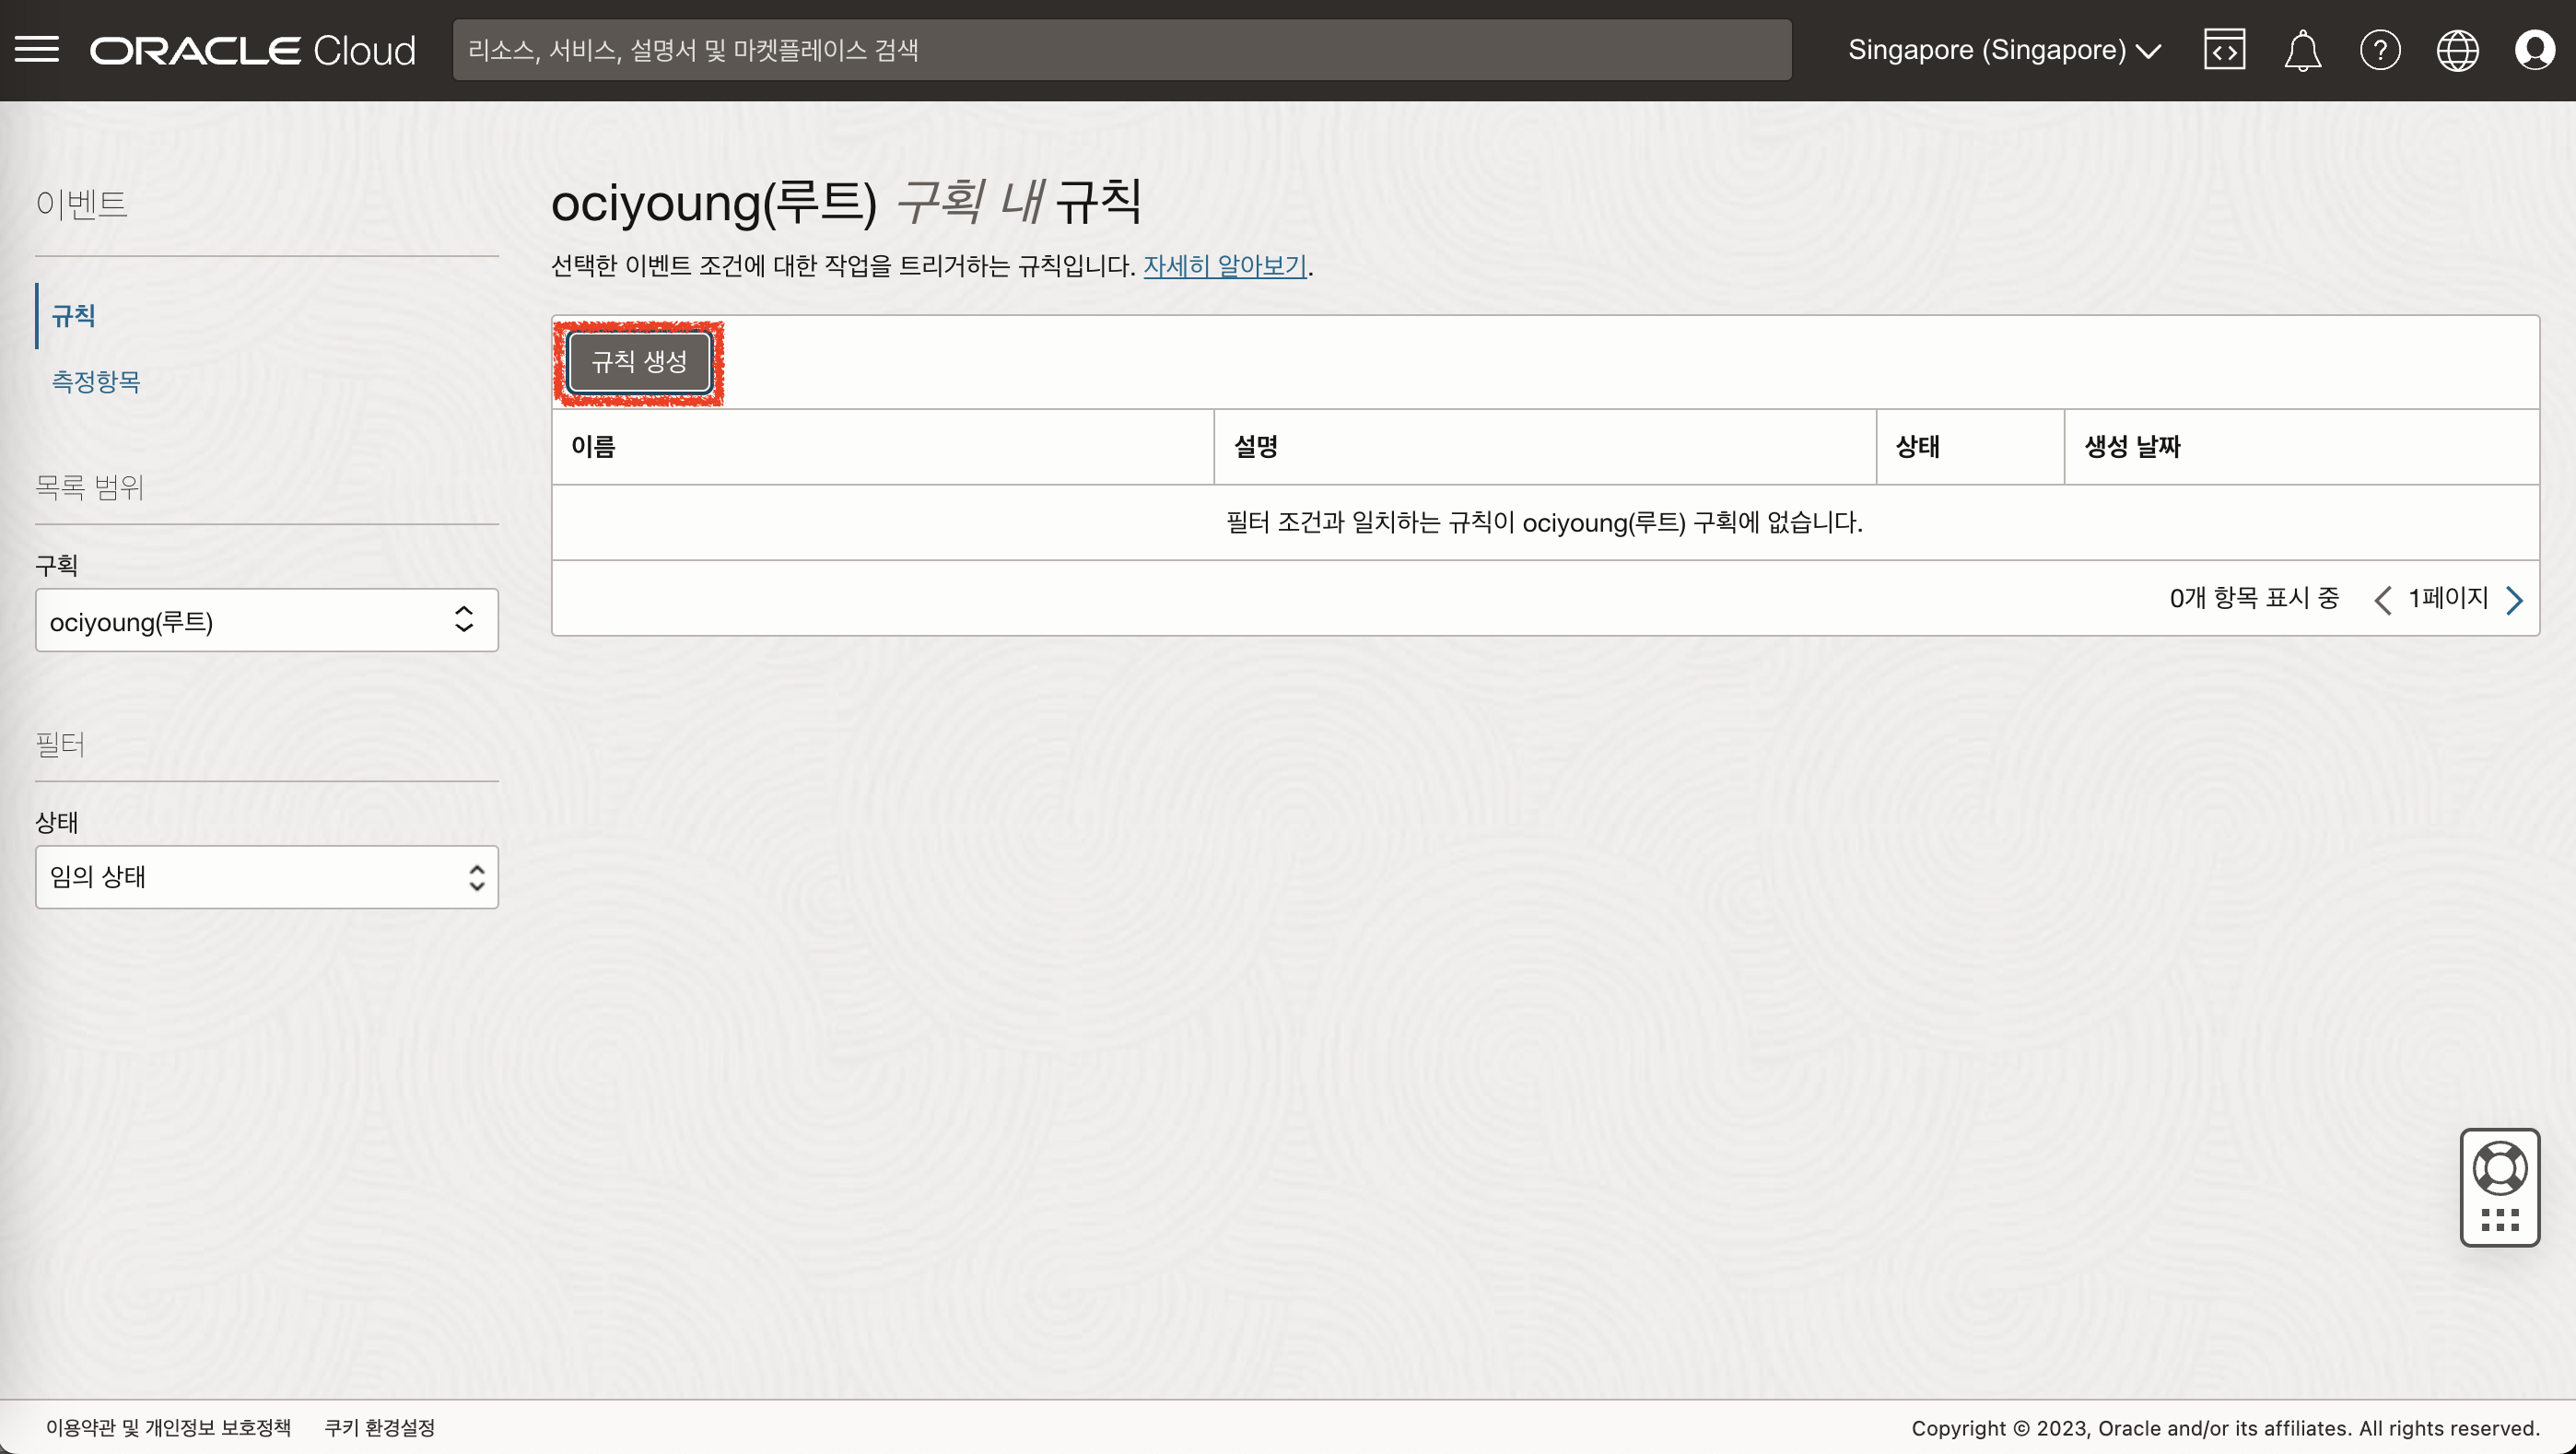 ORACLE Cloud
리소스, 서비스, 설명서 및 마켓플레이스 검색
Singapore (Singapore)
이벤트
규칙
측정항목
목록 범위
구획
ociyoung(루트)
필터
상태
임의 상태
ociyoung(루트) 구획 내 규칙
선택한 이벤트 조건에 대한 작업을 트리거하는 규칙입니다. 자세히 알아보기.
규칙 생성
이름 설명 상태 생성 날짜
필터 조건과 일치하는 규칙이 ociyoung(루트) 구획에 없습니다.
0개 항목 표시 중 1페이지
이용약관 및 개인정보 보호정책 쿠키 환경설정
Copyright © 2023, Oracle and/or its affiliates. All rights reserved.